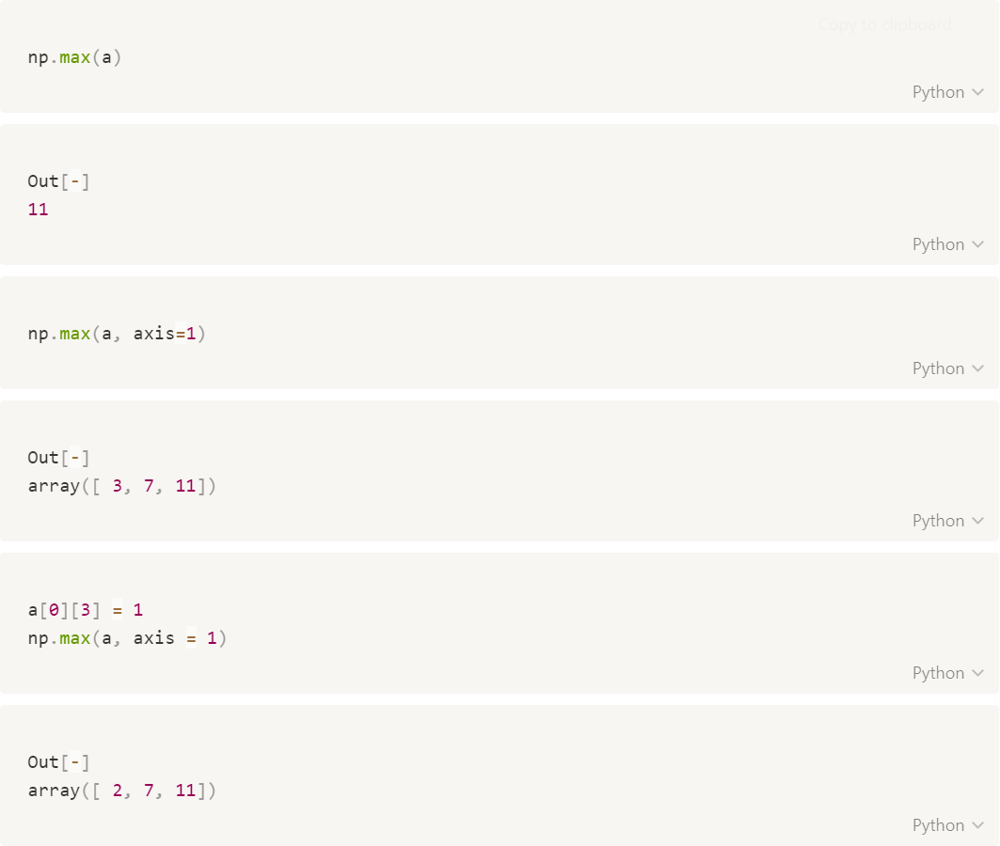 Copy to clipboard
np.max(a)
Python
Out[-]
11
Python
np.max(a, axis=1)
Python
Out[-]
array([ 3, 7, 11])
Python
a[0][3] = 1
np.max(a, axis = 1)
Python
Out[-]
array([ 2, 7, 11])
Python